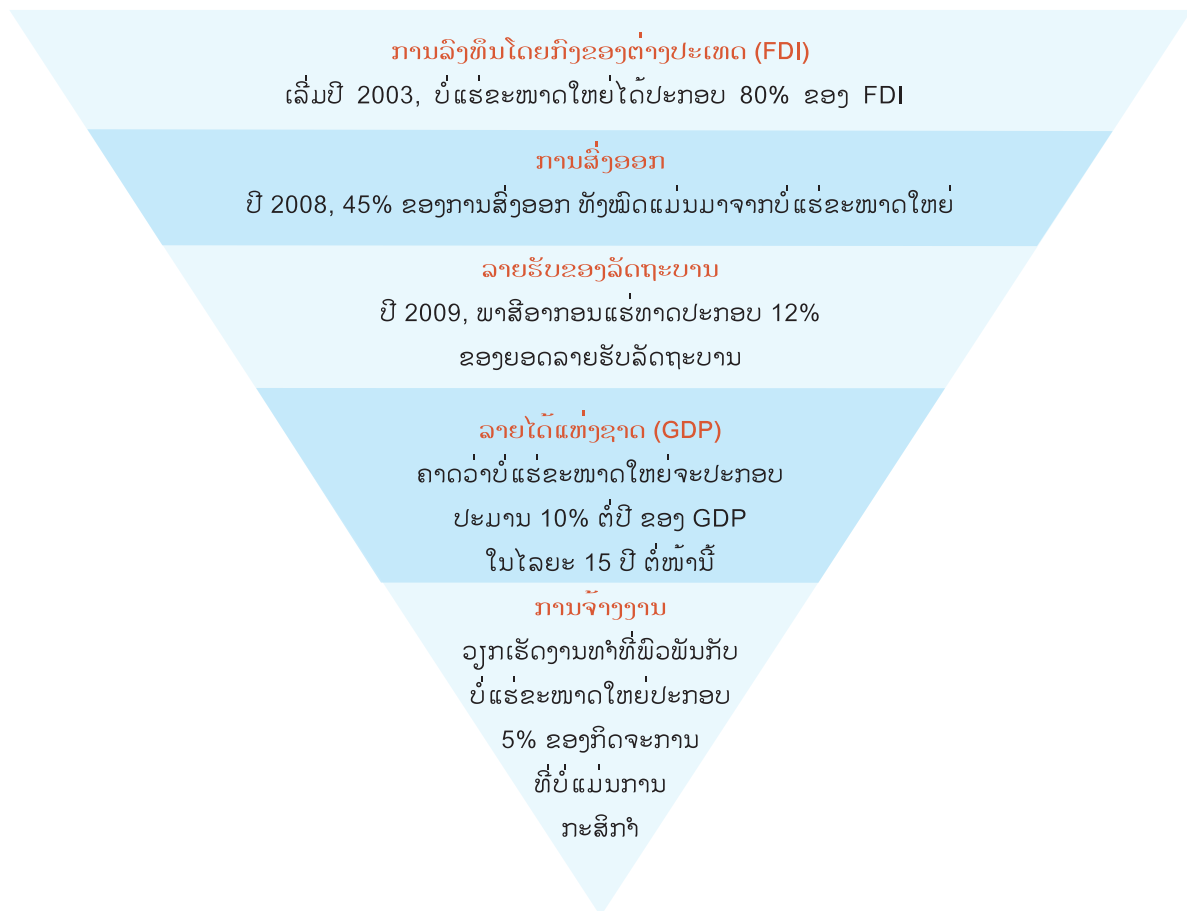 ການລົງທຶນໂດຍກົງຂອງຕ່າງປະເທດ (FDI)
ເລີ່ມປີ 2003, ບໍ່ແຮ່ຂະໜາດໃຫຍ່ໄດ້ປະກອບ 80% ຂອງ FDI
ການສົ່ງອອກ
ປີ 2008, 45% ຂອງການສົ່ງອອກ ທັງໝົດແມ່ນມາຈາກບໍ່ແຮ່ຂະໜາດໃຫຍ່
ລາຍຮັບຂອງລັດຖະບານ
ປີ 2009, ພາສີອາກອນແຮ່ທາດປະກອບ 12%
ຂອງຍອດລາຍຮັບລັດຖະບານ
ລາຍໄດ້ແຫ່ງຊາດ (GDP)
ຄາດວ່າບໍ່ແຮ່ຂະໜາດໃຫຍ່ຈະປະກອບ
ປະມານ 10% ຕໍ່ປີ ຂອງ GDP
ໃນໄລຍະ 15 ປີ ຕໍ່ໜ້ານີ້
ການຈ້າງງານ
ວຽກເຮັດງານທຳທີ່ພົວພັນກັບ
ບໍ່ແຮ່ຂະໜາດໃຫຍ່ປະກອບ
5% ຂອງກິດຈະການ
ທີ່ບໍ່ແມ່ນການ
ກະສິກຳ